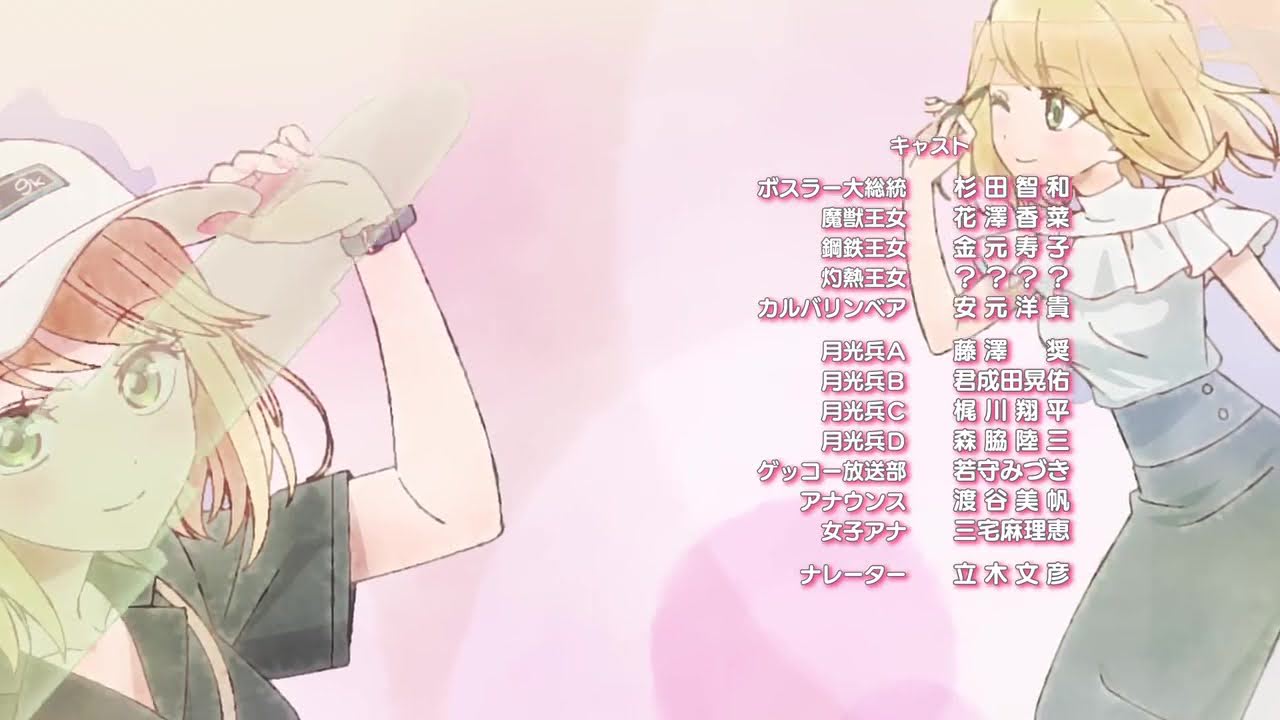 キャスト
ボスラー大総統 杉田智和
魔獣王女 花澤香菜
鋼鉄王女 金元寿子
灼熱王女 ????
カルバリンベア 安元洋貴
月光兵A 藤澤 奨
月光兵B 君成田晃佑
月光兵C 梶川翔平
月光兵D 森脇陸三
ゲッコー放送部 若守みづき
アナウンス 渡谷美帆
女子アナ 三宅麻理恵
ナレーター 立木文彦